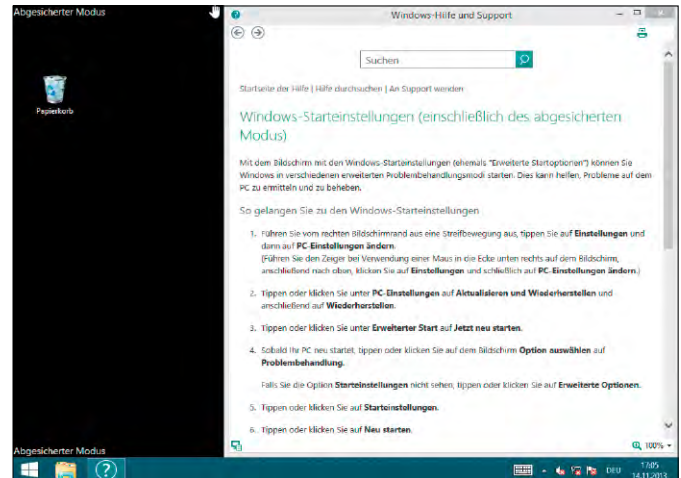 Abgesicherter Modus
Windows-Hilfe und Support
Suchen
Startseite der Hilfe | Hilfe durchsuchen | An Support wenden
Papierkorb
Windows-Starteinstellungen (einschließlich des abgesicherten
Modus)
Mit dem Bildschirm mit den Windows-Starteinstellungen (ehemals "Erweiterte Startoptionen") können Sie
Windows in verschiedenen erweiterten Problembehandlungsmodi starten. Dies kann helfen, Probleme auf dem
PC zu ermitteln und zu beheben.
So gelangen Sie zu den Windows-Starteinstellungen
1. Führen Sie vom rechten Bildschirmrand aus eine Streifbewegung aus, tippen Sie auf Einstellungen und
dann auf PC-Einstellungen ändern.
(Führen Sie den Zeiger bei Verwendung einer Maus in die Ecke unten rechts auf dem Bildschirm,
anschließend nach oben, klicken Sie auf Einstellungen und schließlich auf PC-Einstellungen ändern.)
2. Tippen oder klicken Sie unter PC-Einstellungen auf Aktualisieren und Wiederherstellen und
anschließend auf Wiederherstellen.
3. Tippen oder klicken Sie unter Erweiterter Start auf Jetzt neu starten.
4. Sobald Ihr PC neu startet, tippen oder klicken Sie auf dem Bildschirm Option auswählen auf
Problembehandlung.
Falls Sie die Option Starteinstellungen nicht sehen, tippen oder klicken Sie auf Erweiterte Optionen.
5. Tippen oder klicken Sie auf Starteinstellungen.
6. Tippen oder klicken Sie auf Neu starten.
100%
Abgesicherter Modus
DEU
17:05
14.11.2013